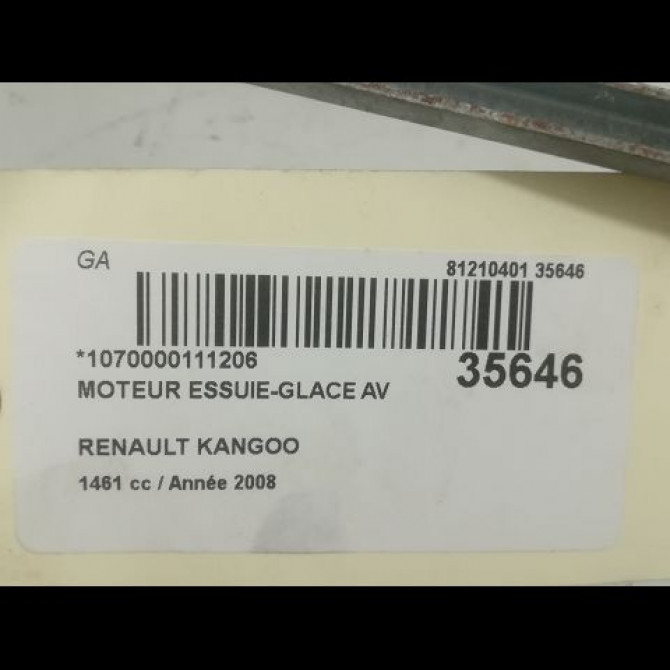 GA
81210401 35646
*1070000111206
35646
MOTEUR ESSUIE-GLACE AV
RENAULT KANGOO
1461 cc / Année 2008